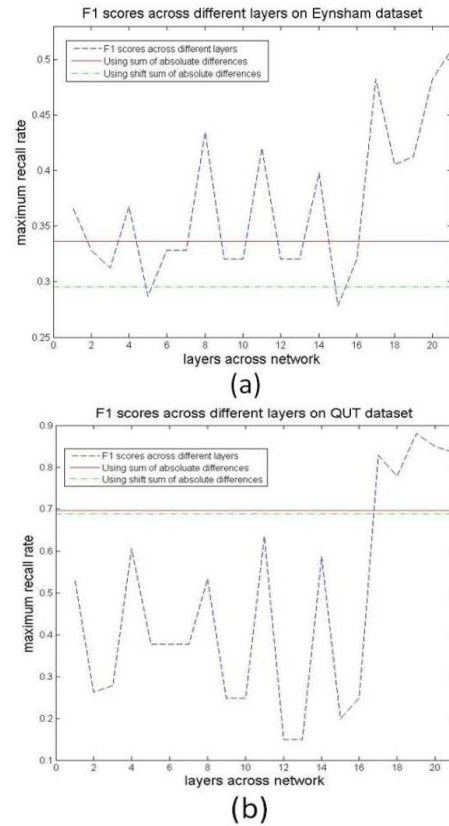 F1 scores across different layers on Eynsham dataset
F1 scores across different layers
Using sum of absoluate differences
Using shift sum of absolute differences
maximum recall rate
0.5
0.45
0.4
0.35
0.3
0.25
0 2 4 6 8 10 12 14 16 18 20
layers across network
(a)
F1 scores across different layers on QUT dataset
F1 scores across different layers
Using sum of absoluate differences
Using shift sum of absolute differences
maximum recall rate
0.9
0.8
0.7
0.6
0.5
0.4
0.3
0.2
0.1
0 2 4 6 8 10 12 14 16 18 20
layers across network
(b)